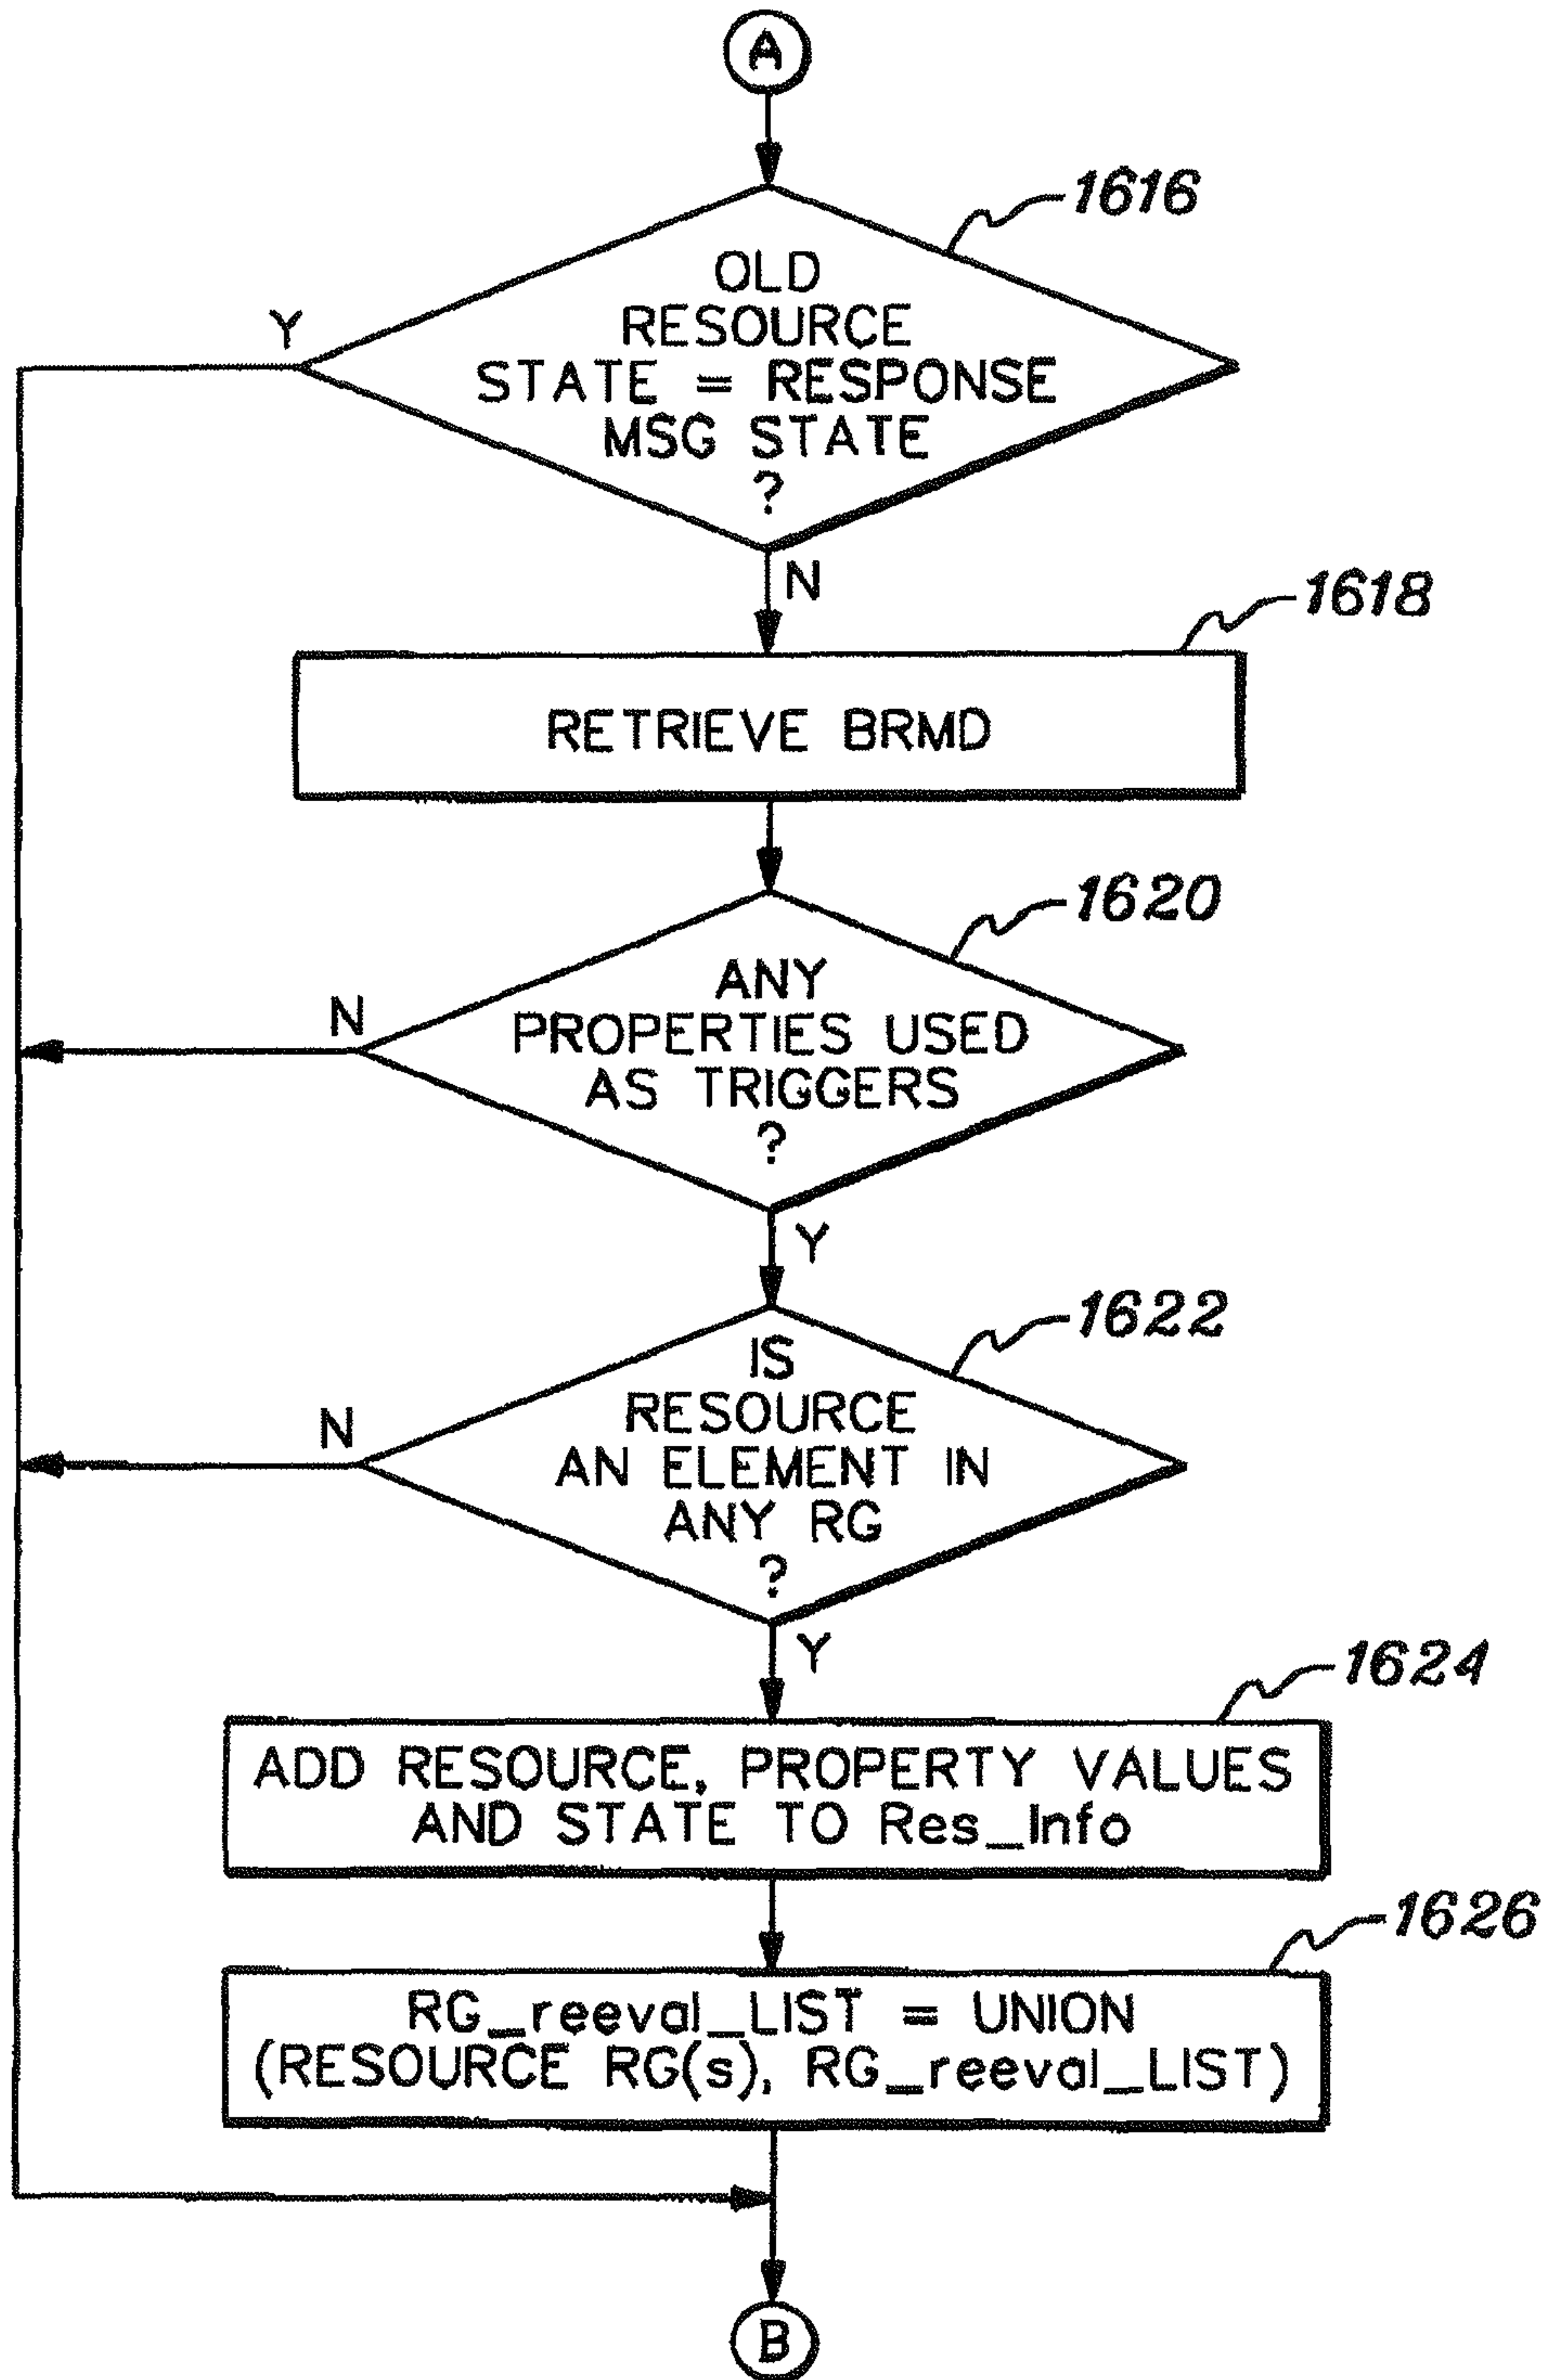 A
1616
OLD
RESOURCE
STATE = RESPONSE
MSG STATE
?
Y
N
1618
RETRIEVE BRMD
1620
ANY
PROPERTIES USED
AS TRIGGERS
?
N
Y
1622
IS
RESOURCE
AN ELEMENT IN
ANY RG
?
N
Y
1624
ADD RESOURCE, PROPERTY VALUES
AND STATE TO Res_Info
1626
RG_reeval_LIST = UNION
(RESOURCE RG(s), RG_reeval_LIST)
B